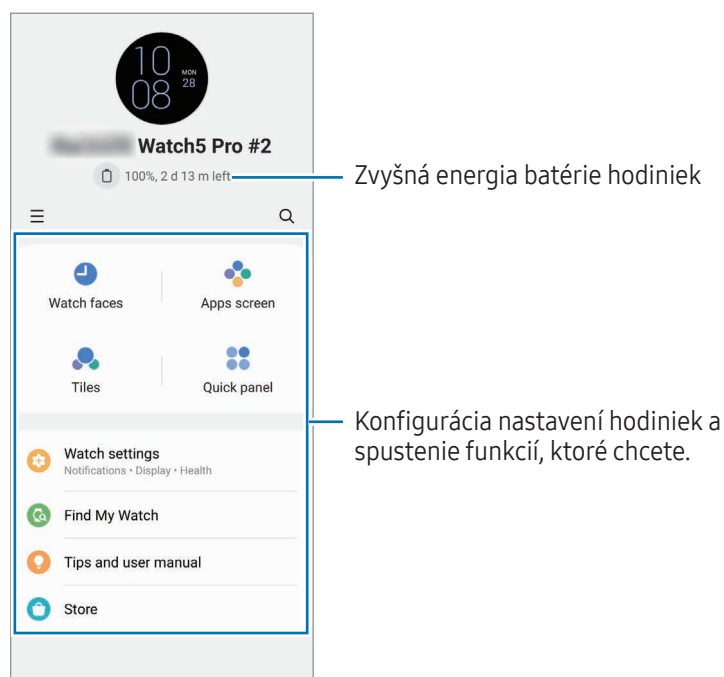 10
08
MON
28
Watch5 Pro #2
100%, 2 d 13 m left
Zvyšná energia batérie hodiniek
Watch faces
Apps screen
Tiles
Quick panel
Konfigurácia nastavení hodiniek a
spustenie funkcií, ktoré chcete.
Watch settings
Notifications • Display • Health
Find My Watch
Tips and user manual
Store